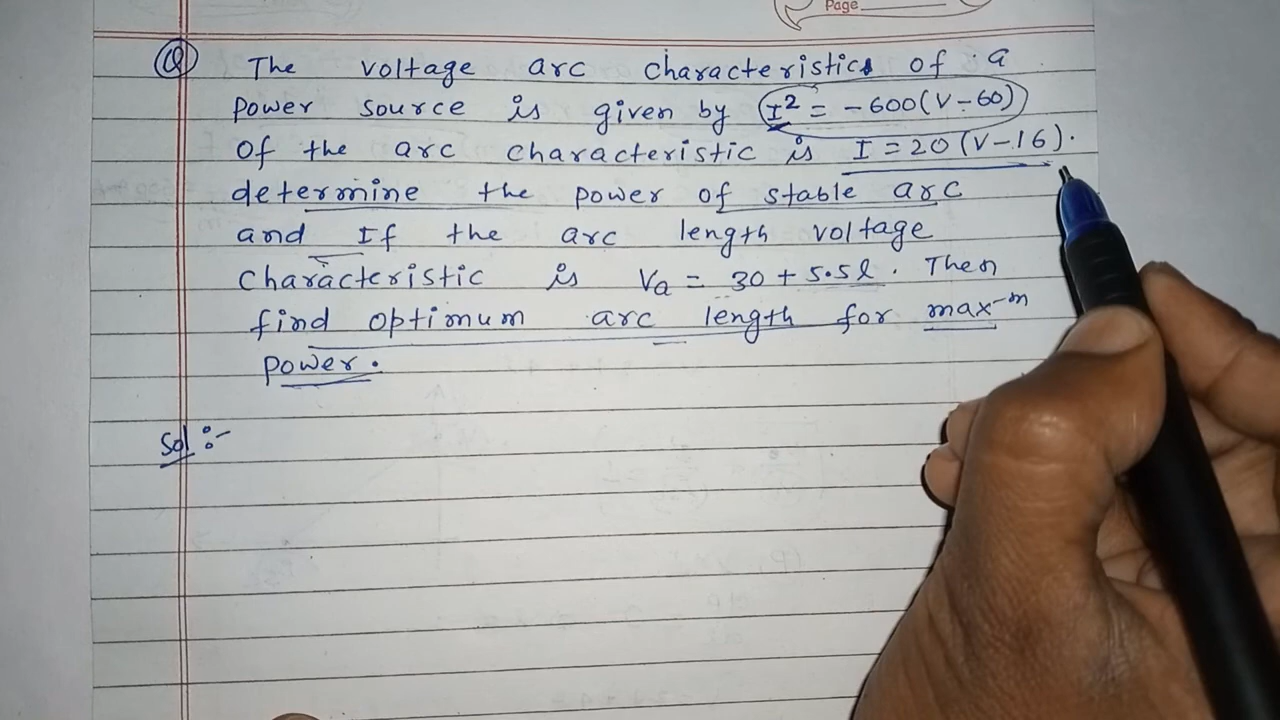 Page
Q The voltage arc characteristics of a
power source is given by I² = -600(V-60)
Of the arc characteristic is I = 20(V-16).
determine the power of stable arc
and If the arc length voltage
Characteristic is Va = 30 + 5.5l. Then
find optimum arc length for max-m
power.
Sol :-